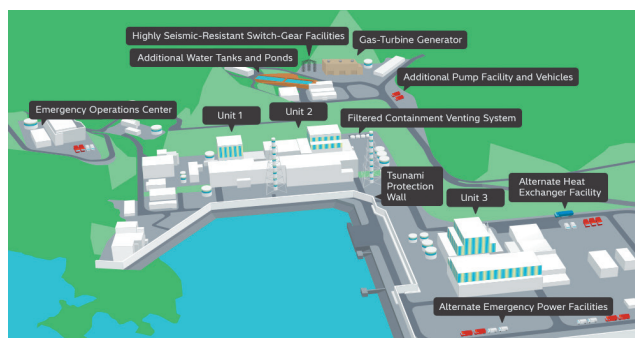 Highly Seismic-Resistant Switch-Gear Facilities
Gas-Turbine Generator
Additional Water Tanks and Ponds
Additional Pump Facility and Vehicles
Emergency Operations Center
Unit 1
Unit 2
Filtered Containment Venting System
Tsunami
Protection
Wall
Unit 3
Alternate Heat
Exchanger Facility
Alternate Emergency Power Facilities